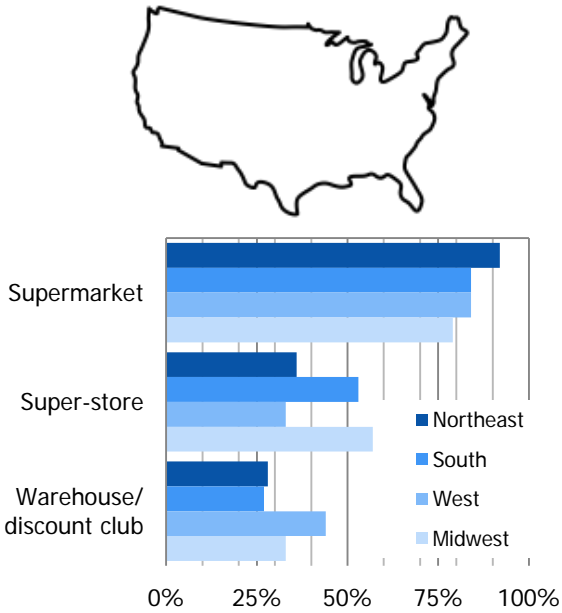 Supermarket
Super-store
Northeast
South
Warehouse/
discount club
West
Midwest
0%
25%
50%
75%
100%